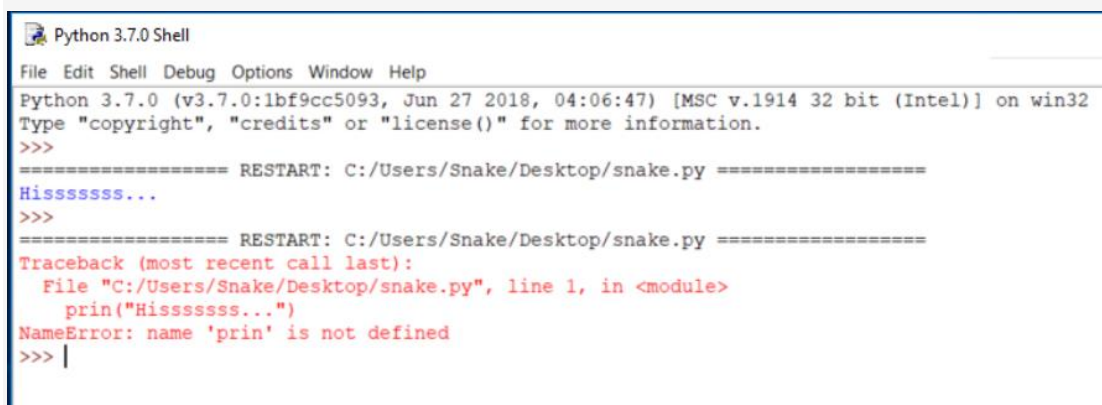 Python 3.7.0 Shell
File Edit Shell Debug Options Window Help
Python 3.7.0 (v3.7.0:1bf9cc5093, Jun 27 2018, 04:06:47) [MSC v.1914 32 bit (Intel)] on win32
Type "copyright", "credits" or "license()" for more information.
>>>
================== RESTART: C:/Users/Snake/Desktop/snake.py ==================
Hisssssss...
>>>
================== RESTART: C:/Users/Snake/Desktop/snake.py ==================
Traceback (most recent call last):
  File "C:/Users/Snake/Desktop/snake.py", line 1, in <module>
    prin("Hisssssss...")
NameError: name 'prin' is not defined
>>>